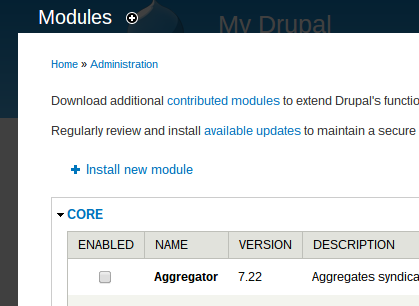 Modules
My Drupal
Home » Administration
Download additional contributed modules to extend Drupal's functio
Regularly review and install available updates to maintain a secure
Install new module
CORE
ENABLED NAME VERSION DESCRIPTION
Aggregator 7.22 Aggregates syndica